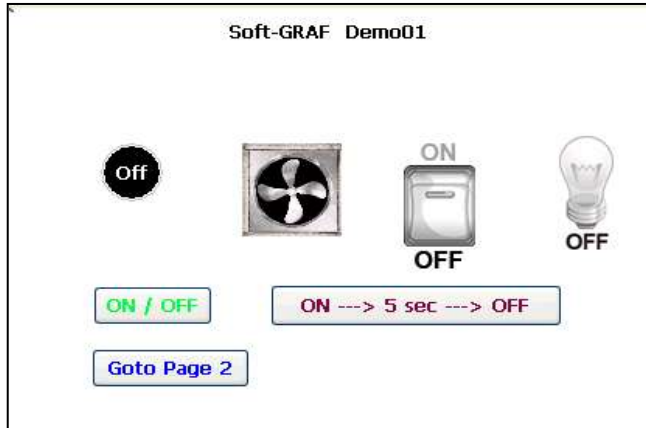 Soft-GRAF Demo01
Off
ON
OFF
OFF
ON / OFF
ON ---> 5 sec ---> OFF
Goto Page 2